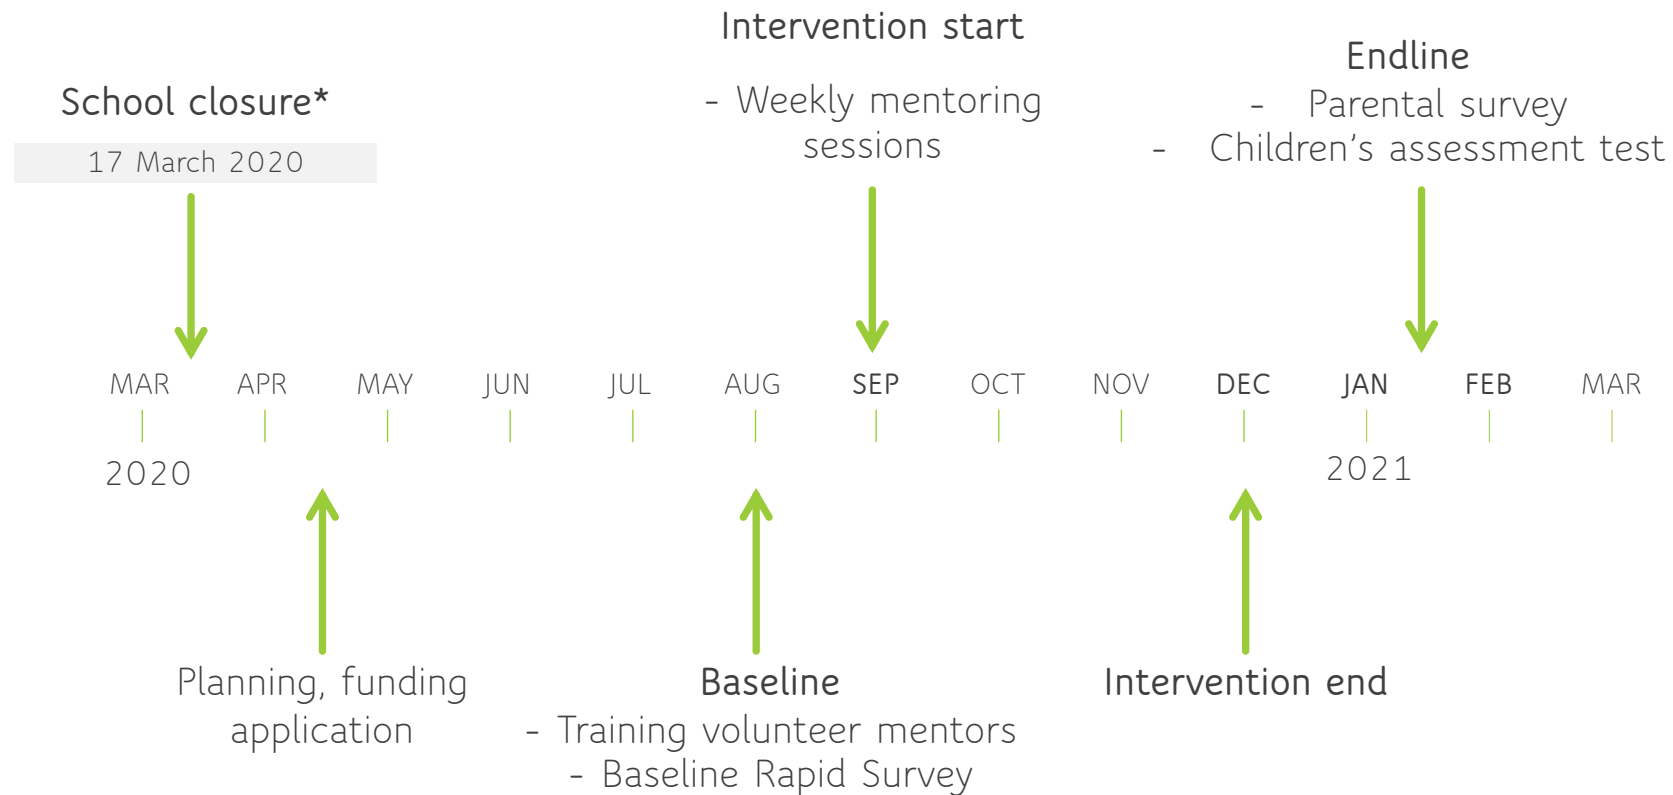 Intervention start
- Weekly mentoring
sessions
Endline
- Parental survey
- Children's assessment test
School closure*
17 March 2020
MAR APR MAY JUN JUL AUG SEP OCT NOV DEC JAN FEB MAR
2020 2021
Planning, funding
application
Baseline
- Training volunteer mentors
- Baseline Rapid Survey
Intervention end